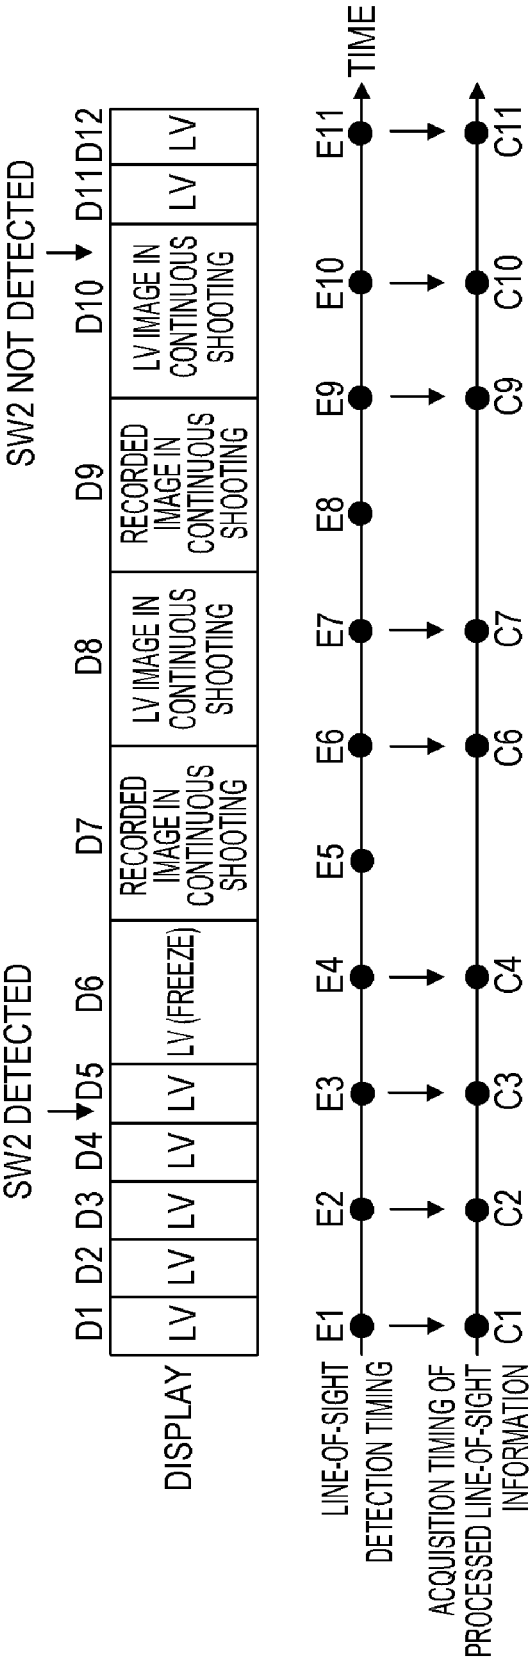 SW2 DETECTED
SW2 NOT DETECTED
D1 D2 D3 D4 D5 D6 D7 D8 D9 D10 D11 D12
DISPLAY
LV
LV
LV
LV
LV
LV (FREEZE)
RECORDED
IMAGE IN
CONTINUOUS
SHOOTING
LV IMAGE IN
CONTINUOUS
SHOOTING
RECORDED
IMAGE IN
CONTINUOUS
SHOOTING
LV IMAGE IN
CONTINUOUS
SHOOTING
LV
LV
LINE-OF-SIGHT
DETECTION TIMING
E1 E2 E3 E4 E5 E6 E7 E8 E9 E10 E11
TIME
ACQUISITION TIMING OF
PROCESSED LINE-OF-SIGHT
INFORMATION
C1 C2 C3 C4 C6 C7 C9 C10 C11